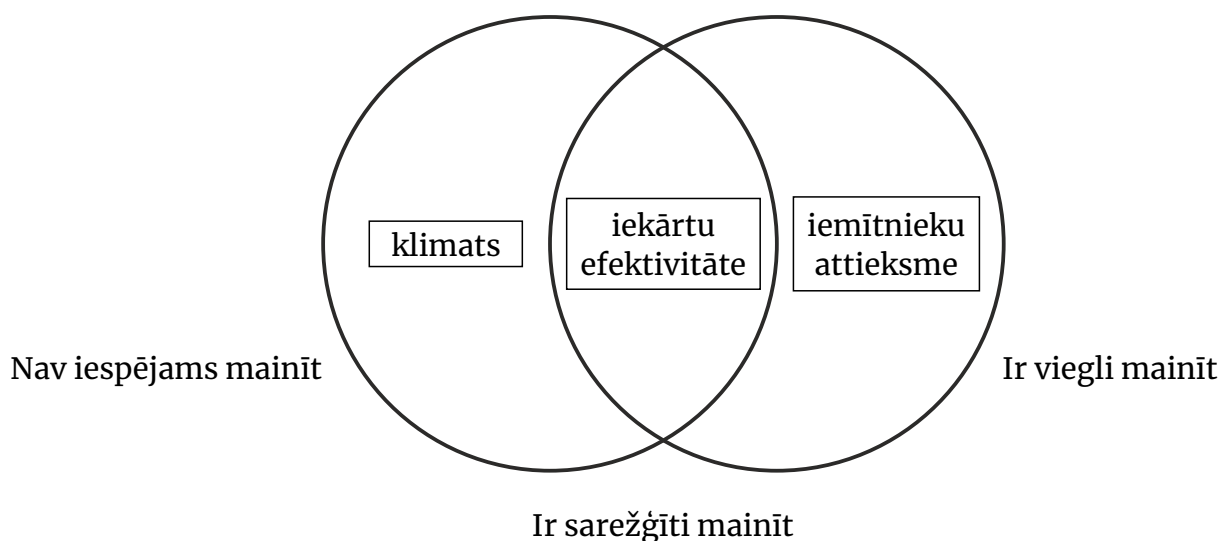 klimats
iekārtu
efektivitāte
iemītnieku
attieksme
Nav iespējams mainīt
Ir viegli mainīt
Ir sarežģīti mainīt